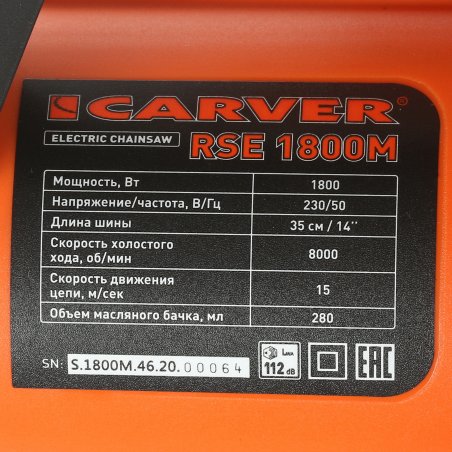 CARVER®
ELECTRIC CHAINSAW RSE 1800M
Мощность, Вт 1800
Напряжение/частота, В/Гц 230/50
Длина шины 35 см / 14''
Скорость холостого
хода, об/мин 8000
Скорость движения
цепи, м/сек 15
Объем масляного бачка, мл 280
SN: S.1800M.46.20.00064
LWA
112 dB
EAC